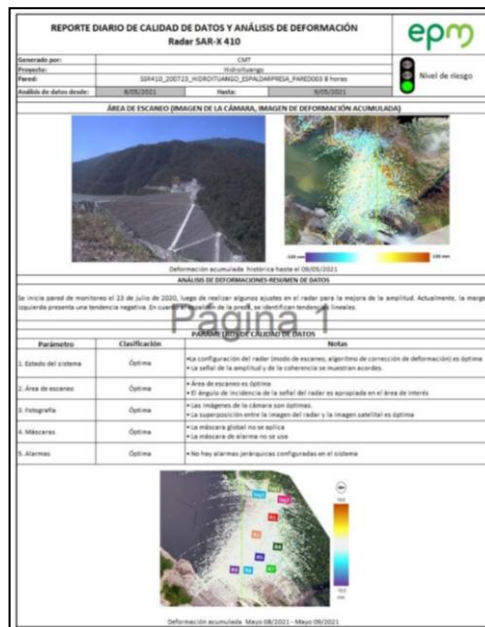 REPORTE DIARIO DE CALIDAD DE DATOS Y ANÁLISIS DE DEFORMACIÓN
Radar SAR-X 410
epm
Generado por: CMT
Proyecto: Hidroituango
Pared: SSR410_200723_HIDROITUANGO_ESPALDARPRESA_PARED003 8 horas
Análisis de datos desde: 8/05/2021 Hasta: 9/05/2021
Nivel de riesgo
ÁREA DE ESCANEO (IMAGEN DE LA CÁMARA, IMAGEN DE DEFORMACIÓN ACUMULADA)
Deformación acumulada histórica hasta el 09/05/2021
ANÁLISIS DE DEFORMACIONES-RESUMEN DE DATOS
Se inicia pared de monitoreo el 23 de julio de 2020, luego de realizar algunos ajustes en el radar para la mejora de la amplitud. Actualmente, la margen
izquierda presenta una tendencia negativa. En cuanto a espaldón de la presa, se identifican tendencias lineales.
Pagina 1
PARÁMETROS DE CALIDAD DE DATOS
Parámetro Clasificación Notas
1. Estado del sistema Óptima •La configuración del radar (modo de escaneo, algoritmo de corrección de deformación) es óptima
• La señal de la amplitud y de la coherencia se muestran acordes.
2. Área de escaneo Óptima • Área de escaneo es óptima
• El ángulo de incidencia de la señal del radar es apropiada en el área de interés
3. Fotografía Óptima • Las imágenes de la cámara son óptimas.
• La superposición entre la imagen del radar y la imagen satelital es óptima
4. Máscaras Óptima • La máscara global no se aplica
• La máscara de alarma no se usa
5. Alarmas Óptima • No hay alarmas jerárquicas configuradas en el sistema
Deformación acumulada Mayo 08/2021 - Mayo 09/2021